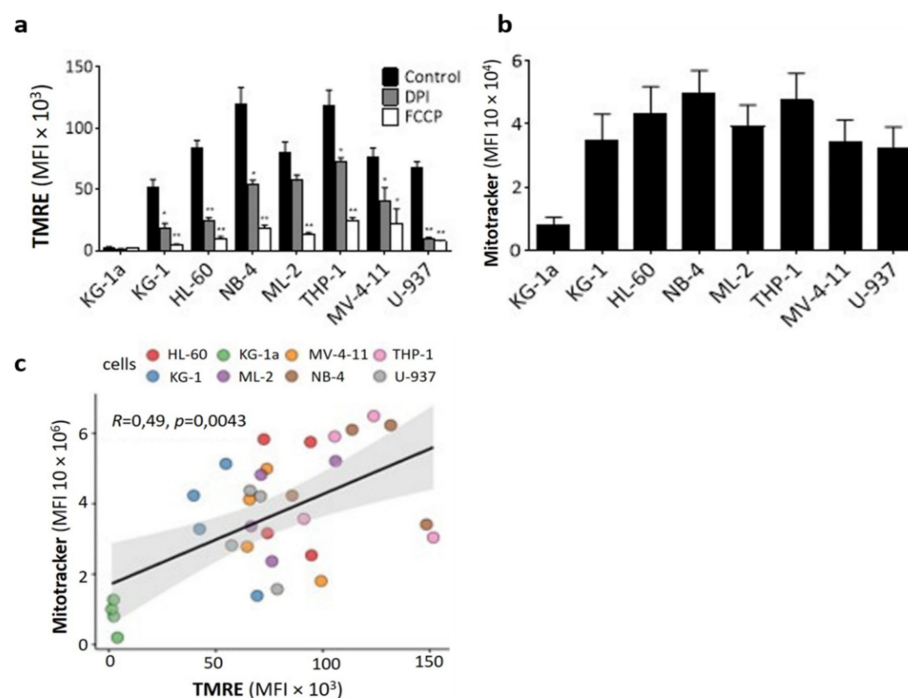 a
TMRE (MFI × 10³)
150
100
50
0
Control
DPI
FCCP
*
**
**
**
*
**
**
*
**
*
*
**
**
KG-1a
KG-1
HL-60
NB-4
ML-2
THP-1
MV-4-11
U-937
b
Mitotracker (MFI 10 × 10⁴)
6
4
2
0
KG-1a
KG-1
HL-60
NB-4
ML-2
THP-1
MV-4-11
U-937
c
cells
HL-60 KG-1a MV-4-11 THP-1
KG-1 ML-2 NB-4 U-937
R=0,49, p=0,0043
Mitotracker (MFI 10 × 10⁶)
6
4
2
0
0 50 100 150
TMRE (MFI × 10³)